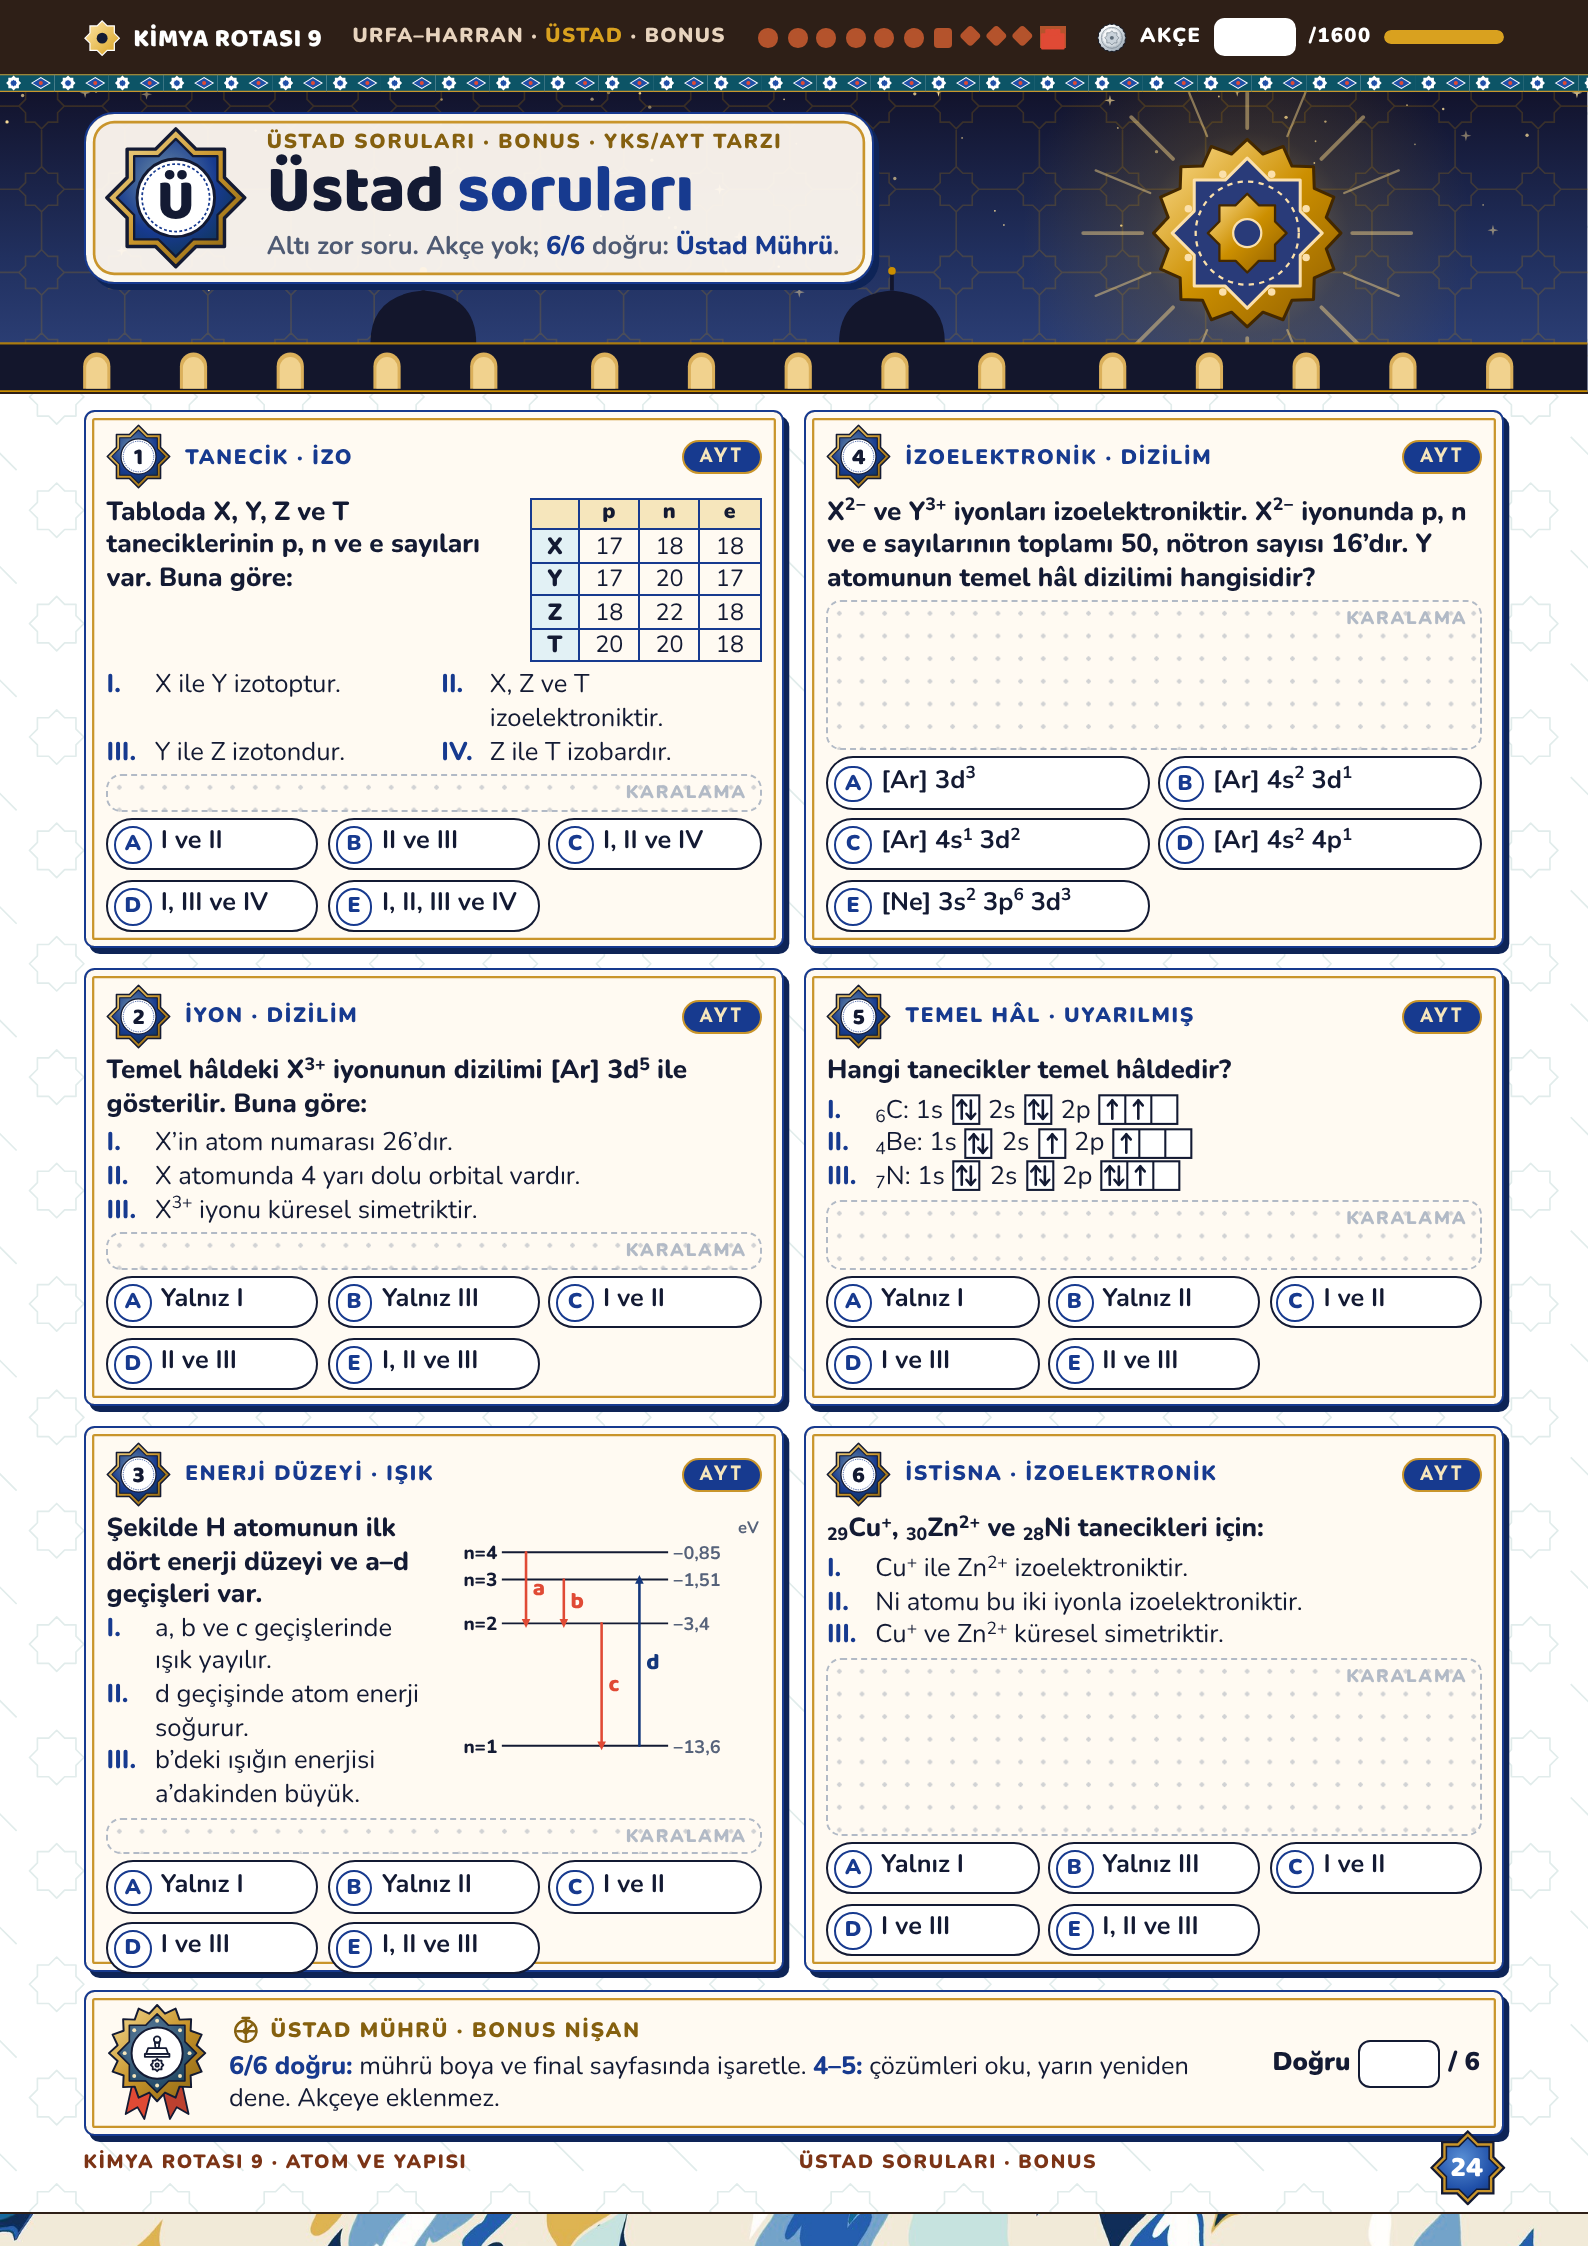 KİMYA ROTASI 9 URFA–HARRAN · ÜSTAD · BONUS AKÇE /1600
ÜSTAD SORULARI · BONUS · YKS/AYT TARZI
Ü
Üstad soruları
Altı zor soru. Akçe yok; 6/6 doğru: Üstad Mührü.
1 TANECİK · İZO AYT
Tabloda X, Y, Z ve T
taneciklerinin p, n ve e sayıları
var. Buna göre:
p n e
X 17 18 18
Y 17 20 17
Z 18 22 18
T 20 20 18
I. X ile Y izotoptur.
II. X, Z ve T
izoelektroniktir.
III. Y ile Z izotondur.
IV. Z ile T izobardır.
KARALAMA
A I ve II B II ve III C I, II ve IV
D I, III ve IV E I, II, III ve IV
2 İYON · DİZİLİM AYT
Temel hâldeki X³⁺ iyonunun dizilimi [Ar] 3d⁵ ile
gösterilir. Buna göre:
I. X’in atom numarası 26’dır.
II. X atomunda 4 yarı dolu orbital vardır.
III. X³⁺ iyonu küresel simetriktir.
KARALAMA
A Yalnız I B Yalnız III C I ve II
D II ve III E I, II ve III
3 ENERJİ DÜZEYİ · IŞIK AYT
Şekilde H atomunun ilk
dört enerji düzeyi ve a–d
geçişleri var.
I. a, b ve c geçişlerinde
ışık yayılır.
II. d geçişinde atom enerji
soğurur.
III. b’deki ışığın enerjisi
a’dakinden büyük.
eV
n=4 −0,85
n=3 −1,51
a
b
n=2 −3,4
d
c
n=1 −13,6
KARALAMA
A Yalnız I B Yalnız II C I ve II
D I ve III E I, II ve III
4 İZOELEKTRONİK · DİZİLİM AYT
X²⁻ ve Y³⁺ iyonları izoelektroniktir. X²⁻ iyonunda p, n
ve e sayılarının toplamı 50, nötron sayısı 16’dır. Y
atomunun temel hâl dizilimi hangisidir?
KARALAMA
A [Ar] 3d³ B [Ar] 4s² 3d¹
C [Ar] 4s¹ 3d² D [Ar] 4s² 4p¹
E [Ne] 3s² 3p⁶ 3d³
5 TEMEL HÂL · UYARILMIŞ AYT
Hangi tanecikler temel hâldedir?
I. ₆C: 1s ↑↓ 2s ↑↓ 2p ↑ ↑
II. ₄Be: 1s ↑↓ 2s ↑ 2p ↑
III. ₇N: 1s ↑↓ 2s ↑↓ 2p ↑↓ ↑
KARALAMA
A Yalnız I B Yalnız II C I ve II
D I ve III E II ve III
6 İSTİSNA · İZOELEKTRONİK AYT
₂₉Cu⁺, ₃₀Zn²⁺ ve ₂₈Ni tanecikleri için:
I. Cu⁺ ile Zn²⁺ izoelektroniktir.
II. Ni atomu bu iki iyonla izoelektroniktir.
III. Cu⁺ ve Zn²⁺ küresel simetriktir.
KARALAMA
A Yalnız I B Yalnız III C I ve II
D I ve III E I, II ve III
ÜSTAD MÜHRÜ · BONUS NİŞAN
6/6 doğru: mührü boya ve final sayfasında işaretle. 4–5: çözümleri oku, yarın yeniden
dene. Akçeye eklenmez.
Doğru / 6
KİMYA ROTASI 9 · ATOM VE YAPISI ÜSTAD SORULARI · BONUS 24